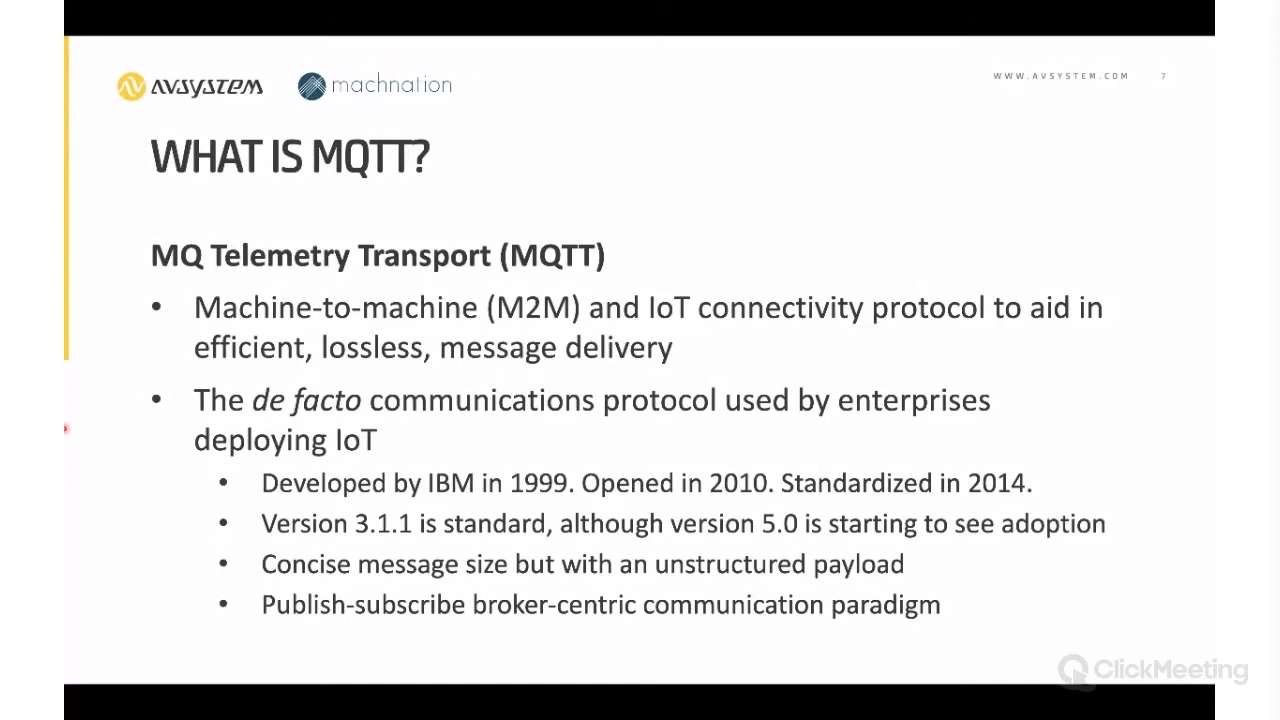 AVSYSTEM
machnation
WWW.AVSYSTEM.COM 7
WHAT IS MQTT?
MQ Telemetry Transport (MQTT)
• Machine-to-machine (M2M) and IoT connectivity protocol to aid in
efficient, lossless, message delivery
• The de facto communications protocol used by enterprises
deploying IoT
• Developed by IBM in 1999. Opened in 2010. Standardized in 2014.
• Version 3.1.1 is standard, although version 5.0 is starting to see adoption
• Concise message size but with an unstructured payload
• Publish-subscribe broker-centric communication paradigm
ClickMeeting